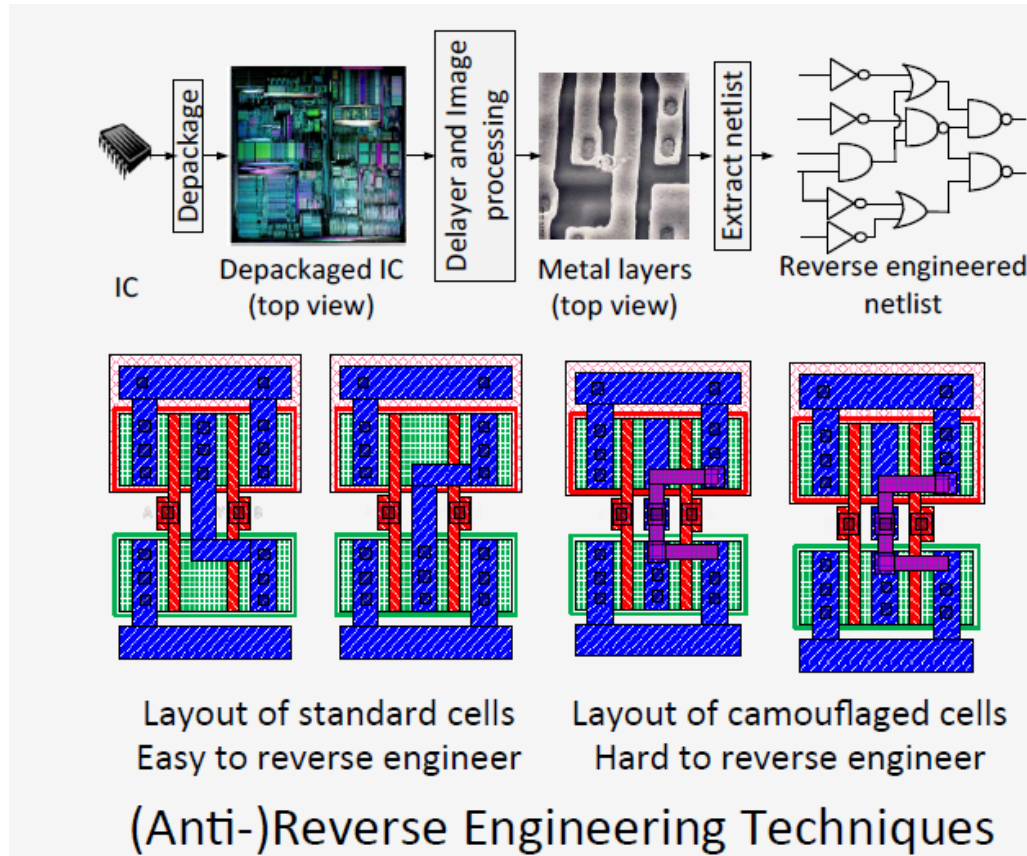 Depackage
Delayer and Image
processing
Extract netlist
IC
Depackaged IC
(top view)
Metal layers
(top view)
Reverse engineered
netlist
Layout of standard cells
Easy to reverse engineer
Layout of camouflaged cells
Hard to reverse engineer
(Anti-)Reverse Engineering Techniques